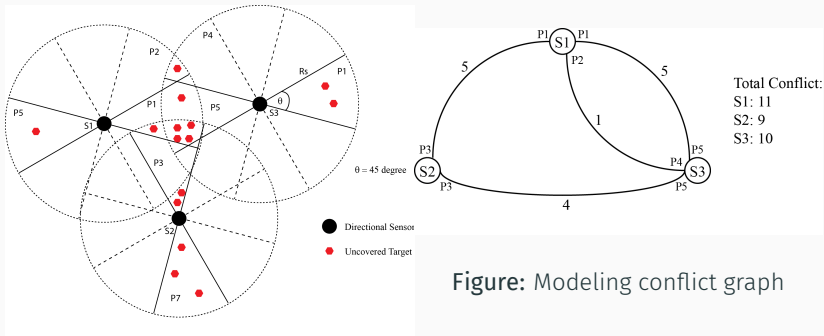 P4
P2
Rs
P1
P1
P5
P5
θ
S3
S1
P3
θ = 45 degree
S2
Directional Sensor
Uncovered Target
P7
P1 S1 P1
P2
5
5
1
P3
P5
S2
P4
S3
P3
P5
4
Total Conflict:
S1: 11
S2: 9
S3: 10
Figure: Modeling conflict graph